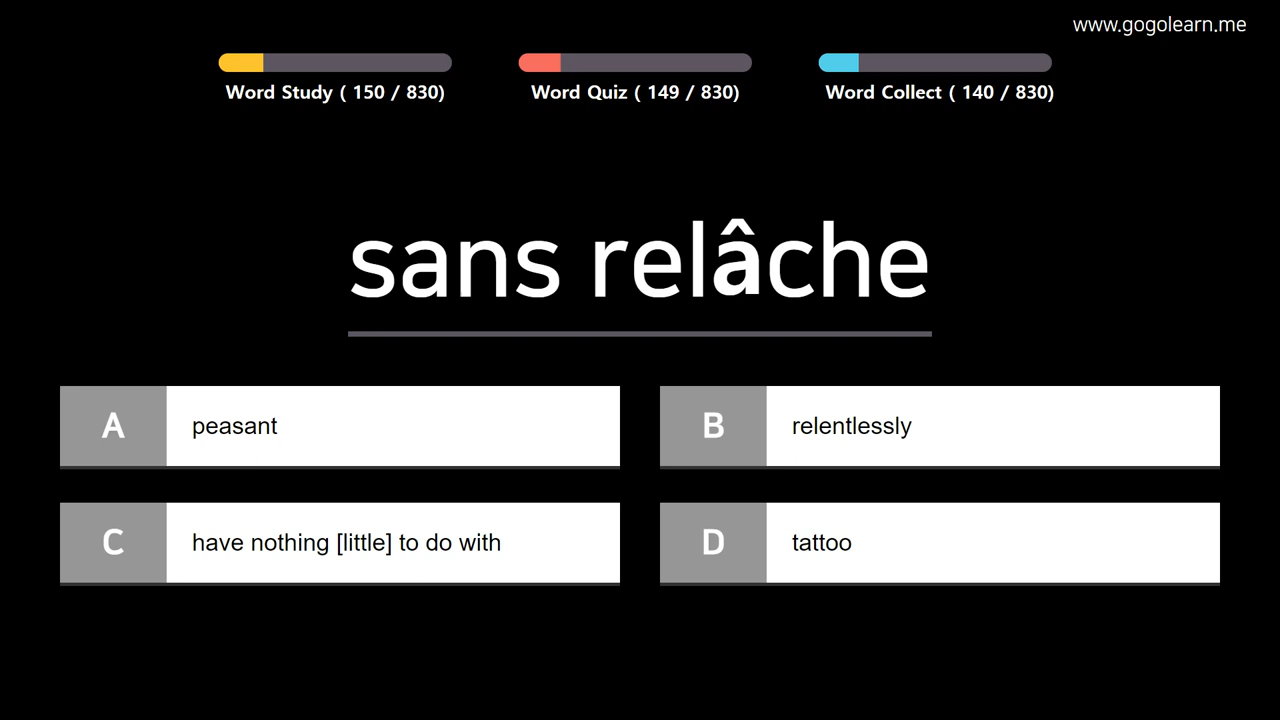 www.gogolearn.me
Word Study ( 150 / 830)
Word Quiz ( 149 / 830)
Word Collect ( 140 / 830)
sans relâche
A peasant
B relentlessly
C have nothing [little] to do with
D tattoo